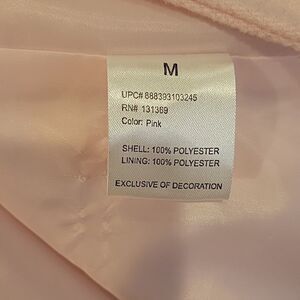 M
UPC# 888393103245
RN# 131369
Color: Pink
SHELL: 100% POLYESTER
LINING: 100% POLYESTER
EXCLUSIVE OF DECORATION